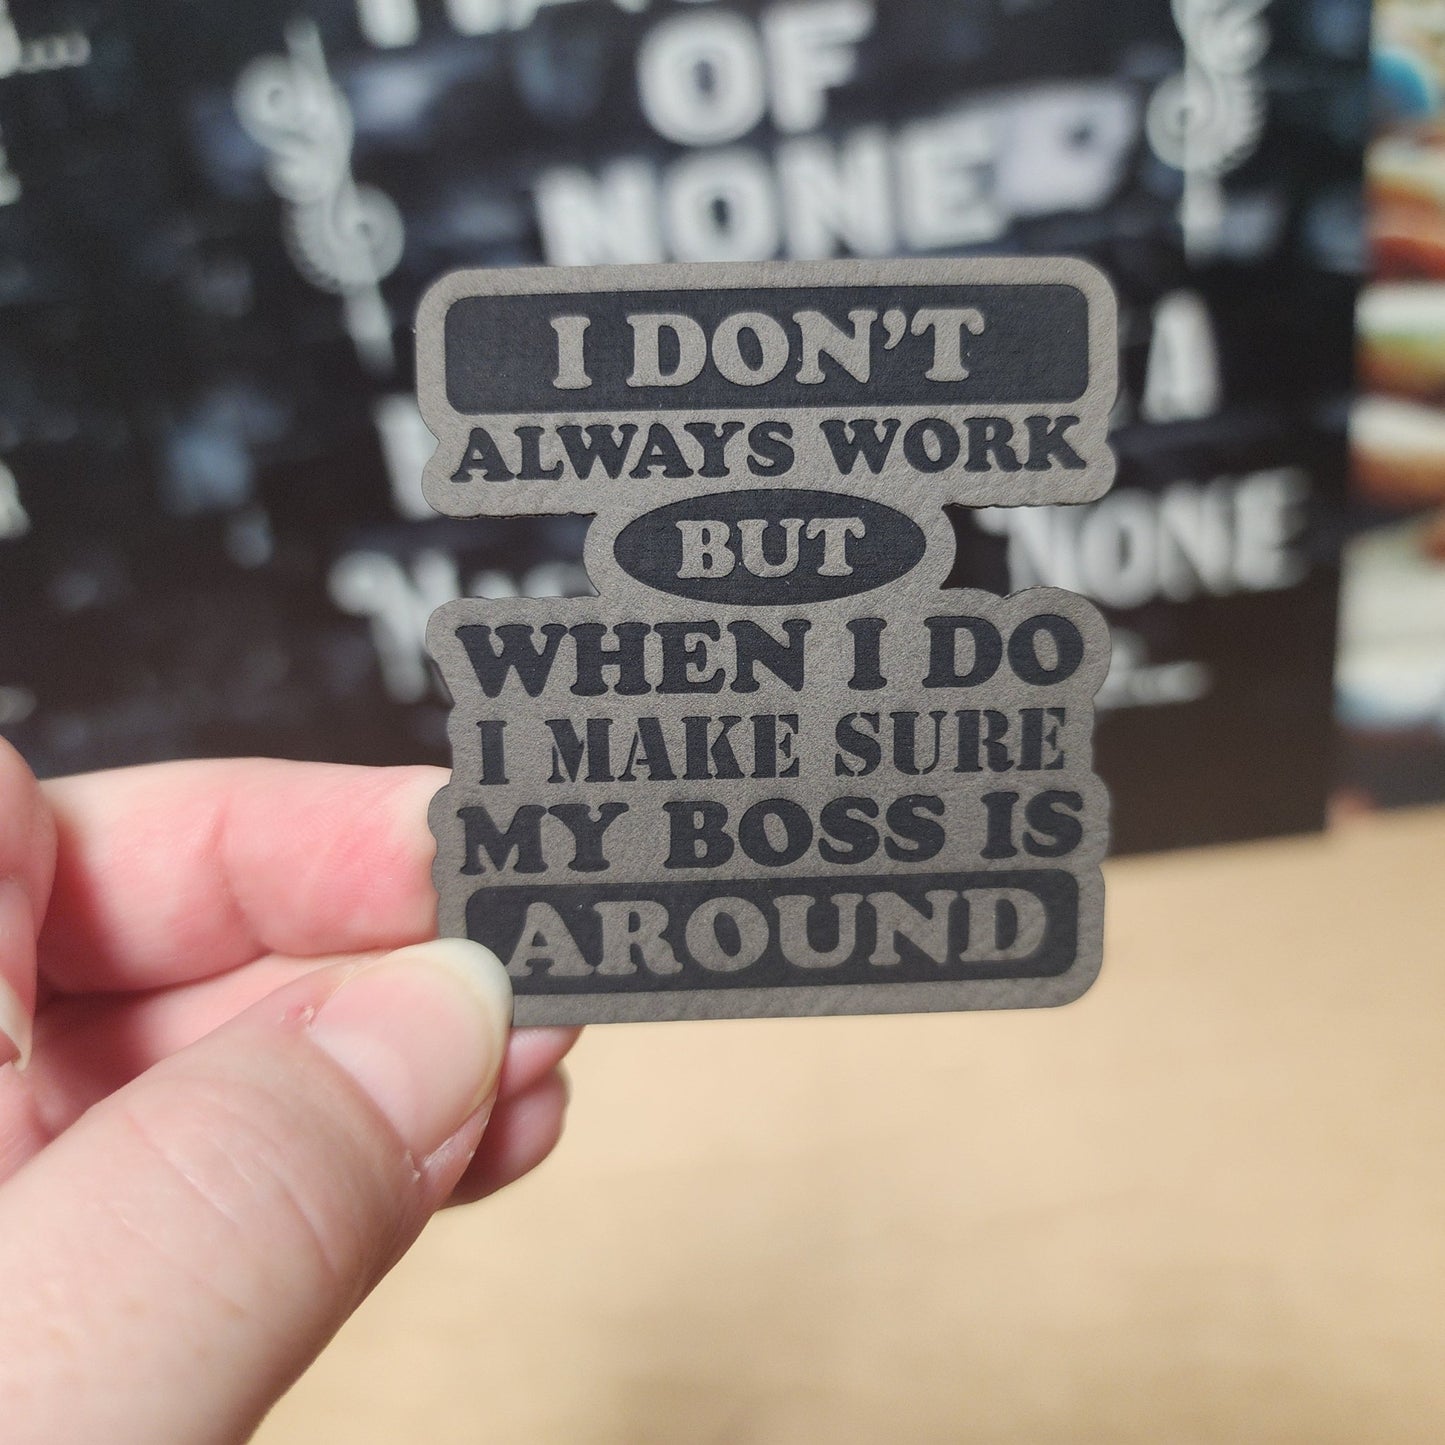 OF
NONE
A
NONE
I DON'T
ALWAYS WORK
BUT
WHEN I DO
I MAKE SURE
MY BOSS IS
AROUND